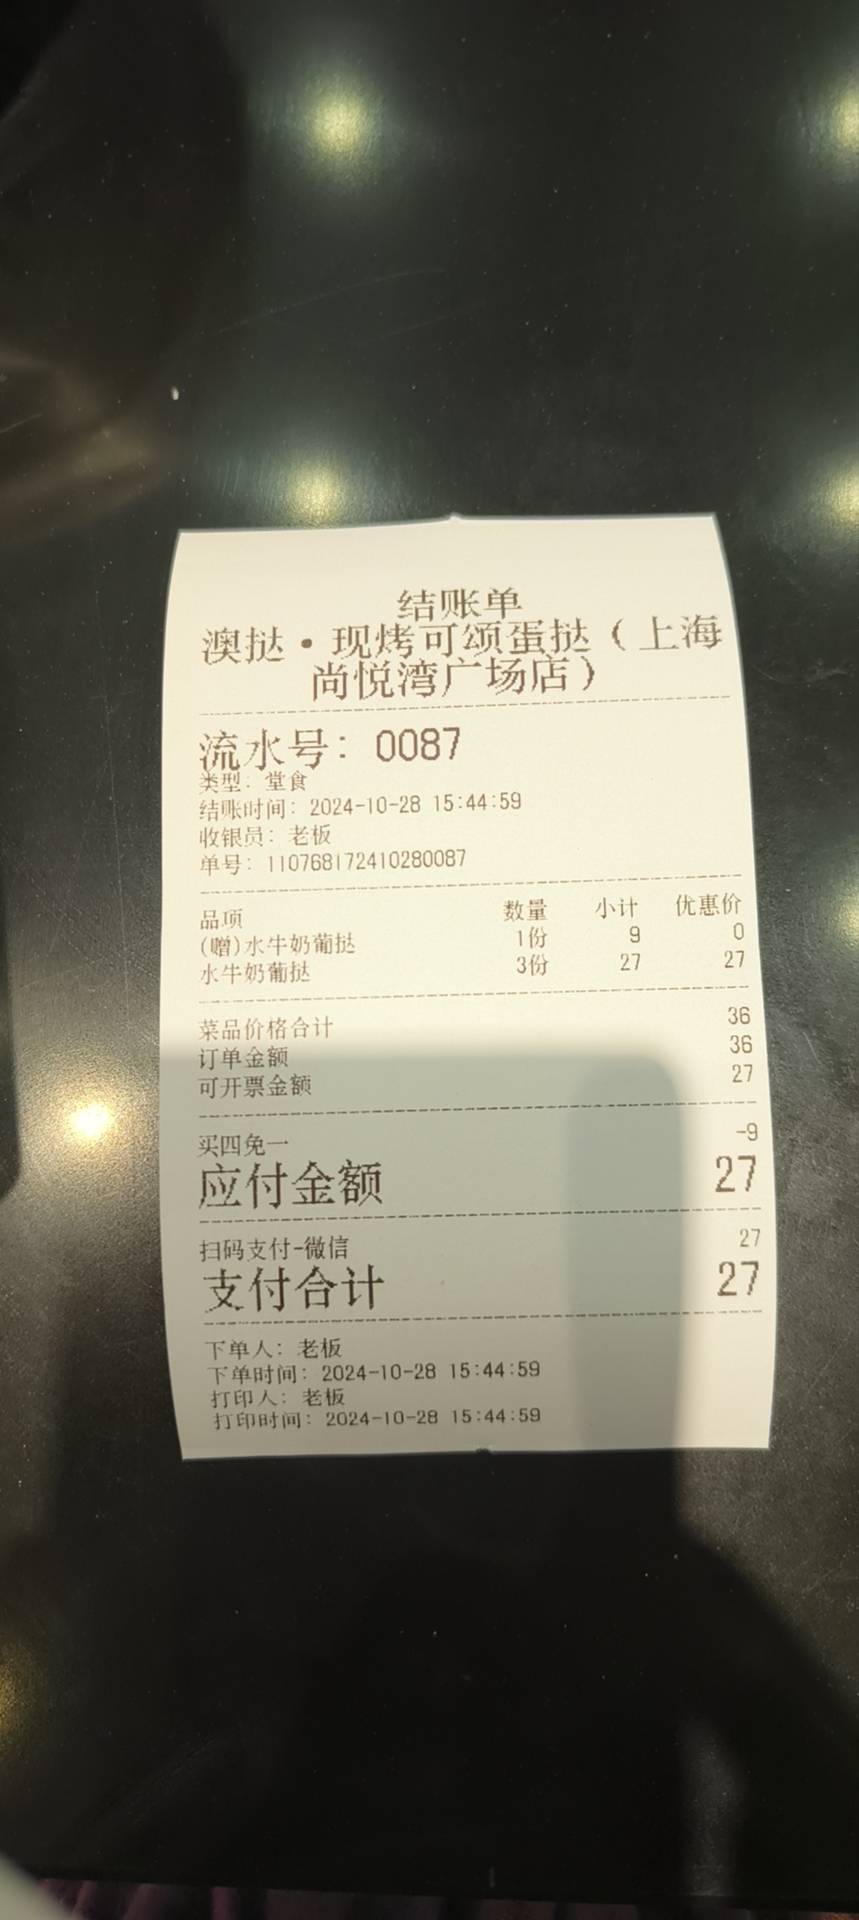 结账单
澳挞·现烤可颂蛋挞（上海
尚悦湾广场店）
流水号：0087
类型：堂食
结账时间：2024-10-28 15:44:59
收银员：老板
单号：110768172410280087
品项 数量 小计 优惠价
(赠)水牛奶葡挞 1份 9 0
水牛奶葡挞 3份 27 27
菜品价格合计 36
订单金额 36
可开票金额 27
买四免一 -9
应付金额 27
扫码支付-微信 27
支付合计 27
下单人：老板
下单时间：2024-10-28 15:44:59
打印人：老板
打印时间：2024-10-28 15:44:59